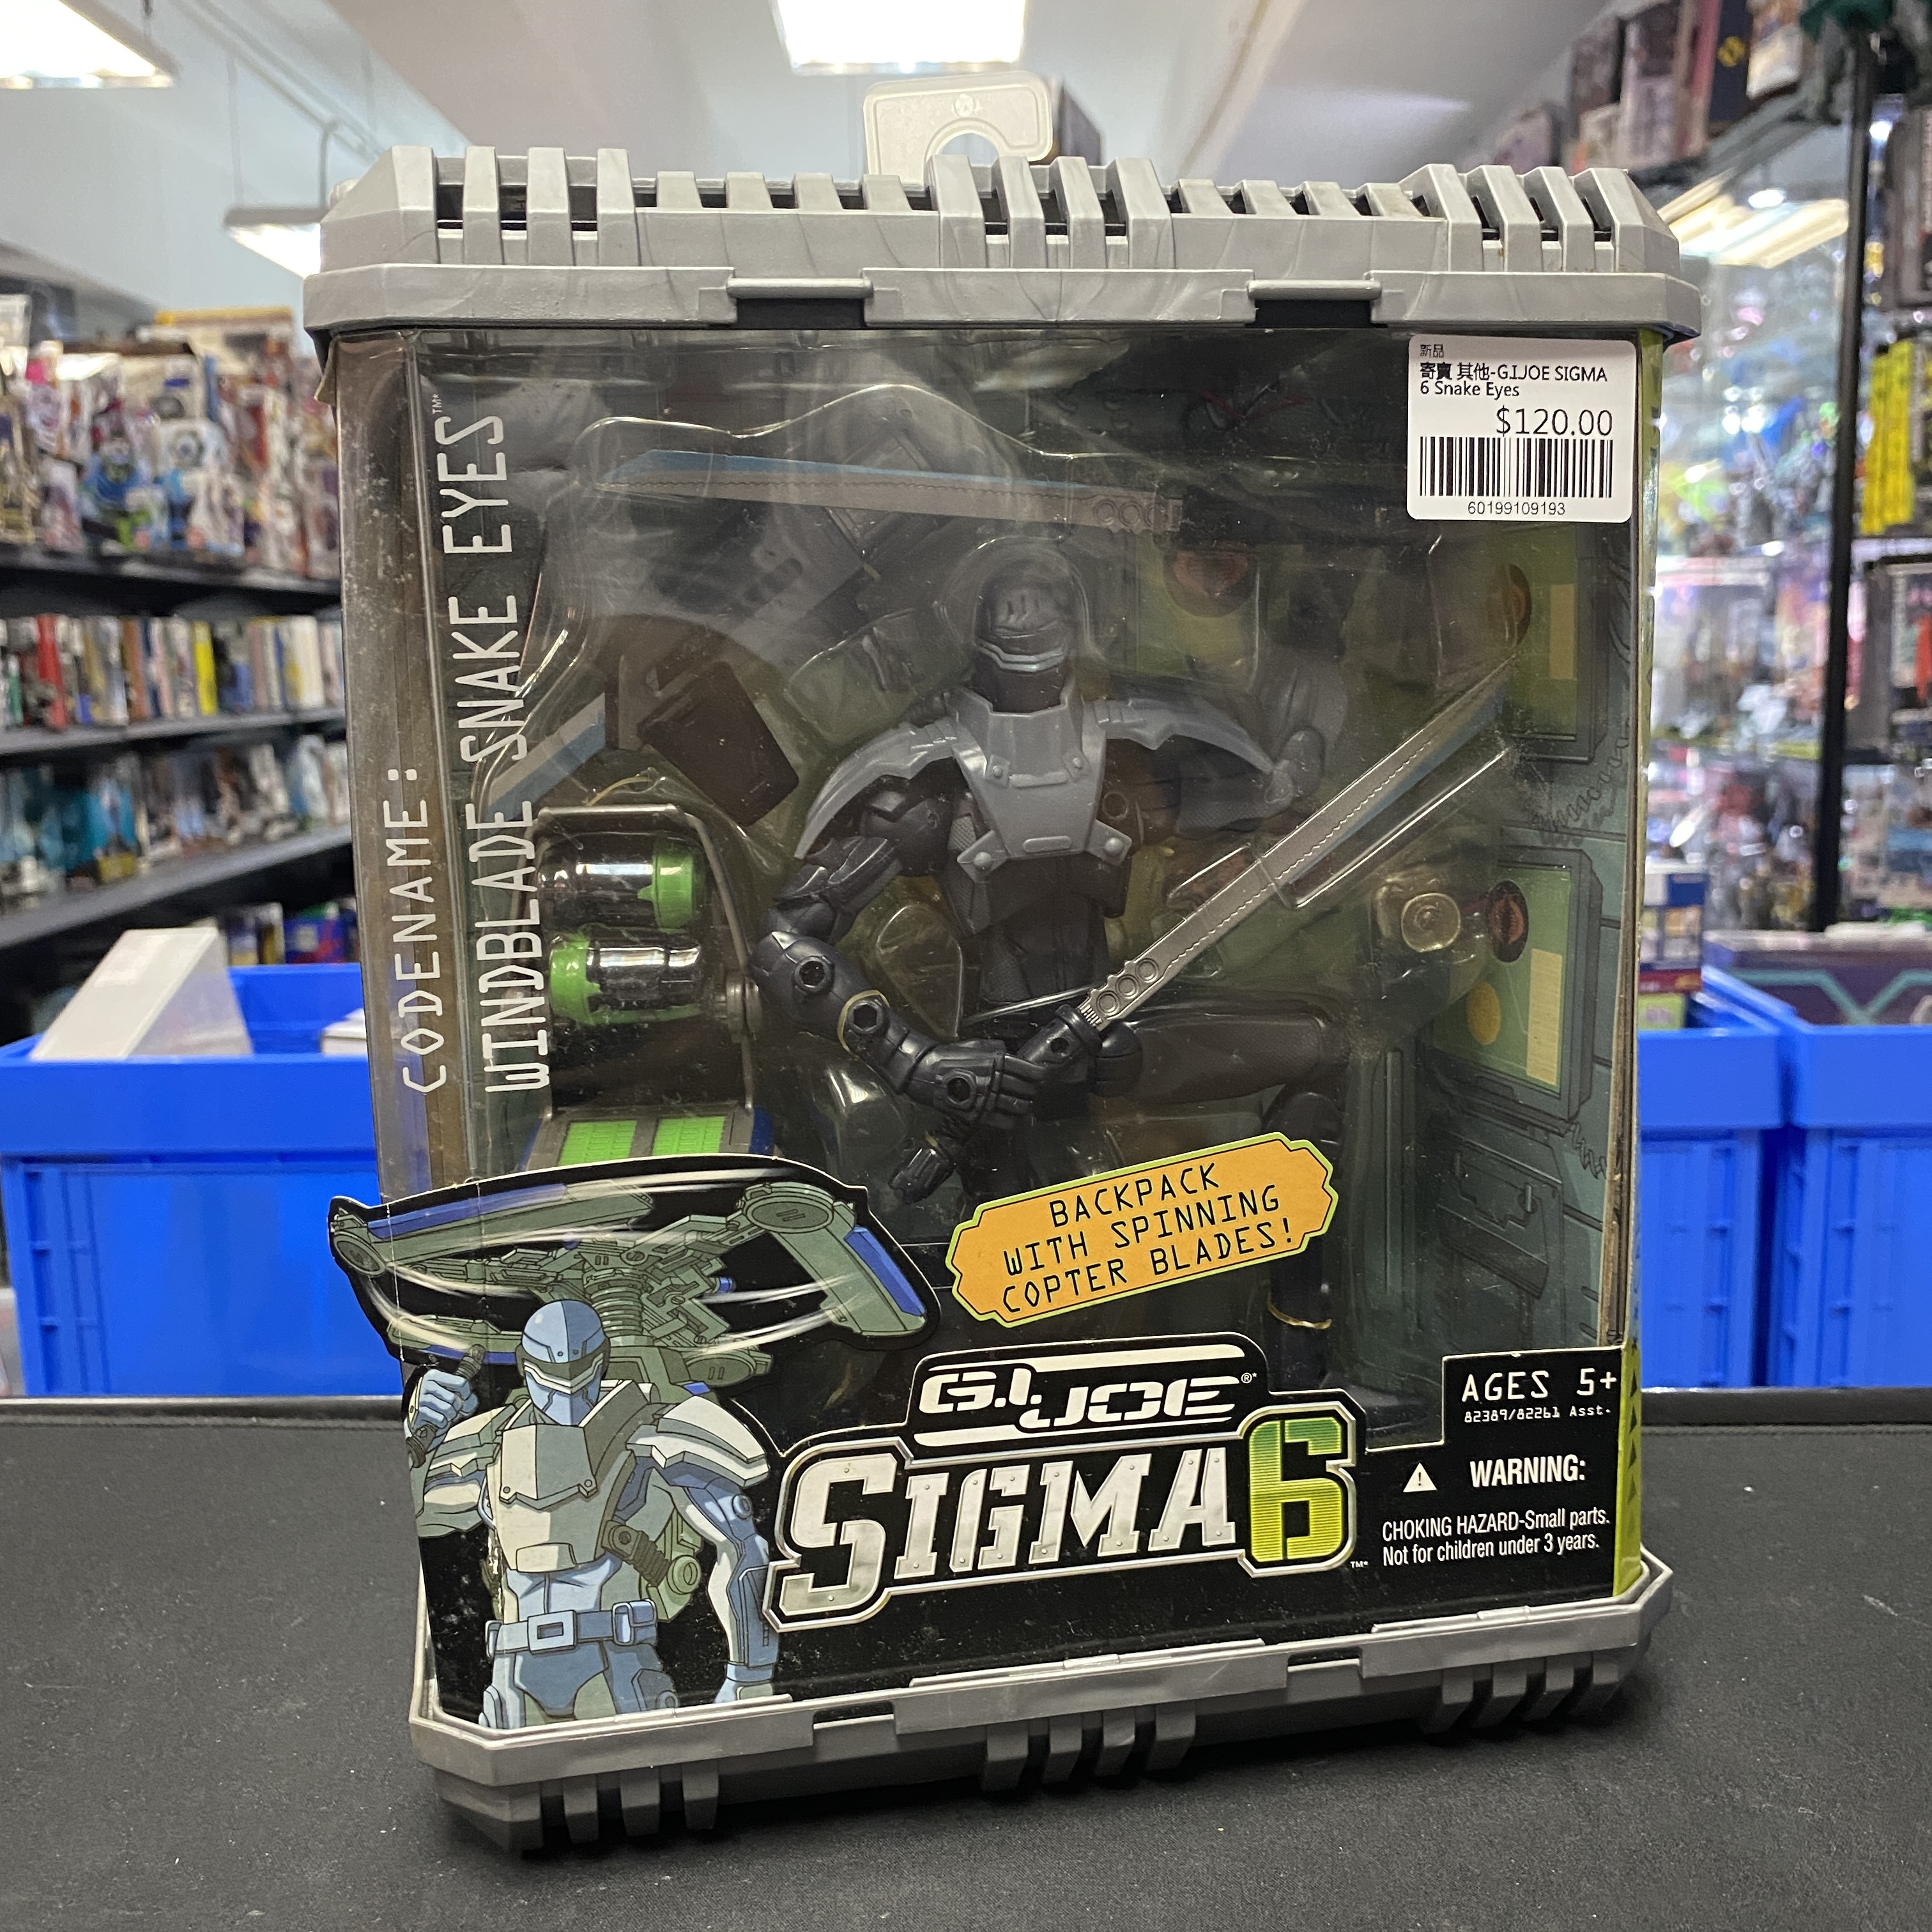 新品
寄賣 其他-G.I.JOE SIGMA
6 Snake Eyes
$120.00
60199109193
CODENAME:
WINDBLADE SNAKE EYES™*
BACKPACK
WITH SPINNING
COPTER BLADES!
G.I. JOE®*
SIGMA 6™*
AGES 5+
82389/82261 Asst.
WARNING:
CHOKING HAZARD-Small parts.
Not for children under 3 years.